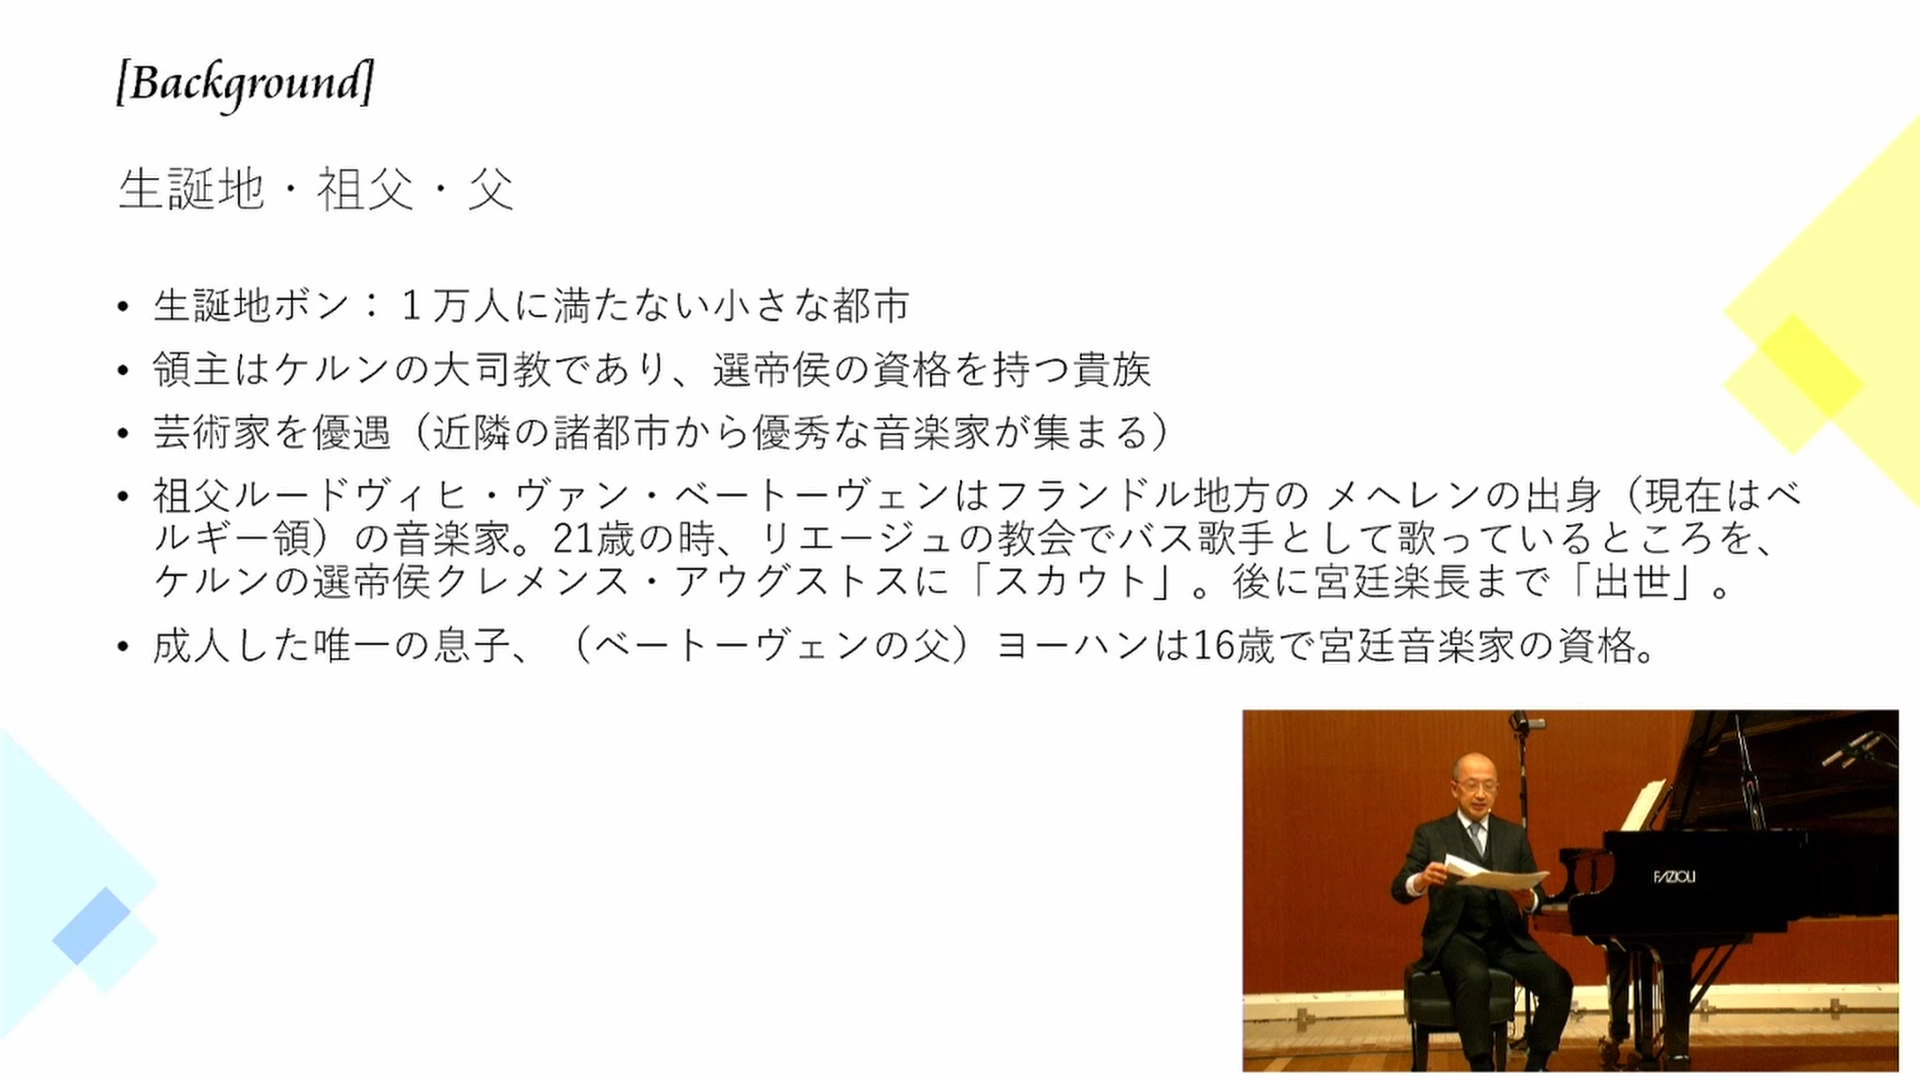 [Background]
生誕地・祖父・父
• 生誕地ボン：１万人に満たない小さな都市
• 領主はケルンの大司教であり、選帝侯の資格を持つ貴族
• 芸術家を優遇（近隣の諸都市から優秀な音楽家が集まる）
• 祖父ルードヴィヒ・ヴァン・ベートーヴェンはフランドル地方の メヘレンの出身（現在はベ
ルギー領）の音楽家。21歳の時、リエージュの教会でバス歌手として歌っているところを、
ケルンの選帝侯クレメンス・アウグストスに「スカウト」。後に宮廷楽長まで「出世」。
• 成人した唯一の息子、（ベートーヴェンの父）ヨーハンは16歳で宮廷音楽家の資格。
FAZIOLI